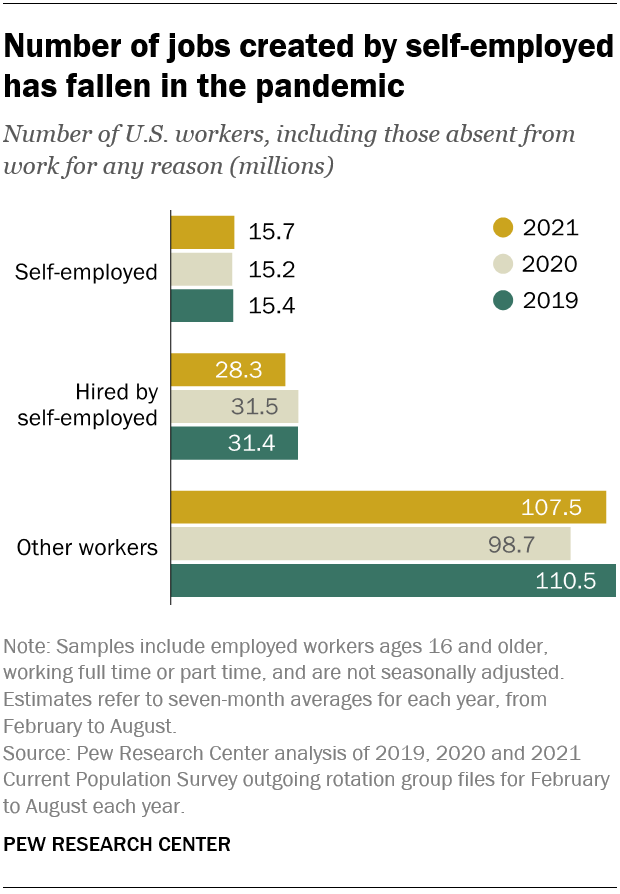 Number of jobs created by self-employed
has fallen in the pandemic
Number of U.S. workers, including those absent from
work for any reason (millions)
15.7
2021
Self-employed
15.2
2020
15.4
2019
28.3
Hired by
self-employed
31.5
31.4
107.5
Other workers
98.7
110.5
Note: Samples include employed workers ages 16 and older,
working full time or part time, and are not seasonally adjusted.
Estimates refer to seven-month averages for each year, from
February to August.
Source: Pew Research Center analysis of 2019, 2020 and 2021
Current Population Survey outgoing rotation group files for February
to August each year.
PEW RESEARCH CENTER